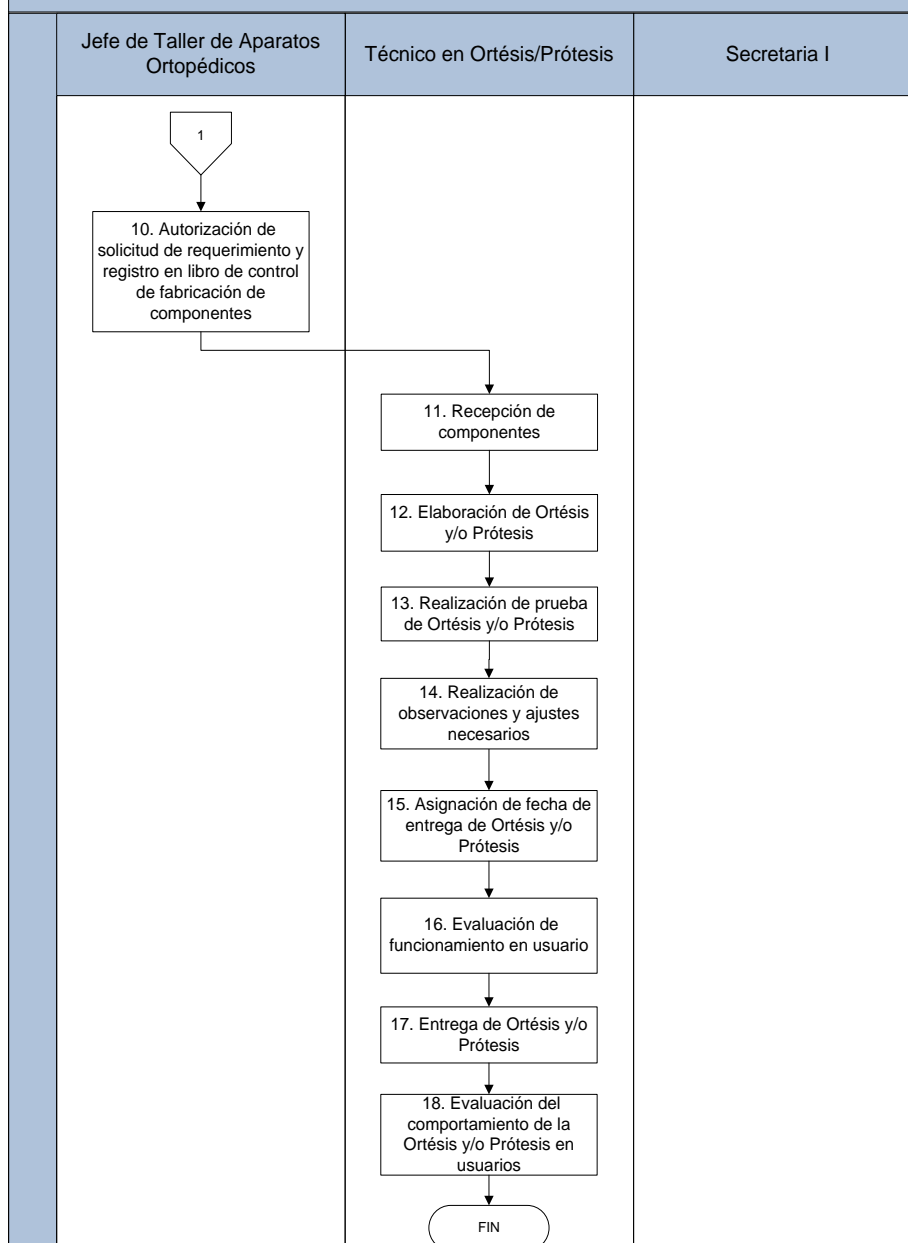 Jefe de Taller de Aparatos
Ortopédicos
Técnico en Ortésis/Prótesis
Secretaria I
1
10. Autorización de
solicitud de requerimiento y
registro en libro de control
de fabricación de
componentes
11. Recepción de
componentes
12. Elaboración de Ortésis
y/o Prótesis
13. Realización de prueba
de Ortésis y/o Prótesis
14. Realización de
observaciones y ajustes
necesarios
15. Asignación de fecha de
entrega de Ortésis y/o
Prótesis
16. Evaluación de
funcionamiento en usuario
17. Entrega de Ortésis y/o
Prótesis
18. Evaluación del
comportamiento de la
Ortésis y/o Prótesis en
usuarios
FIN